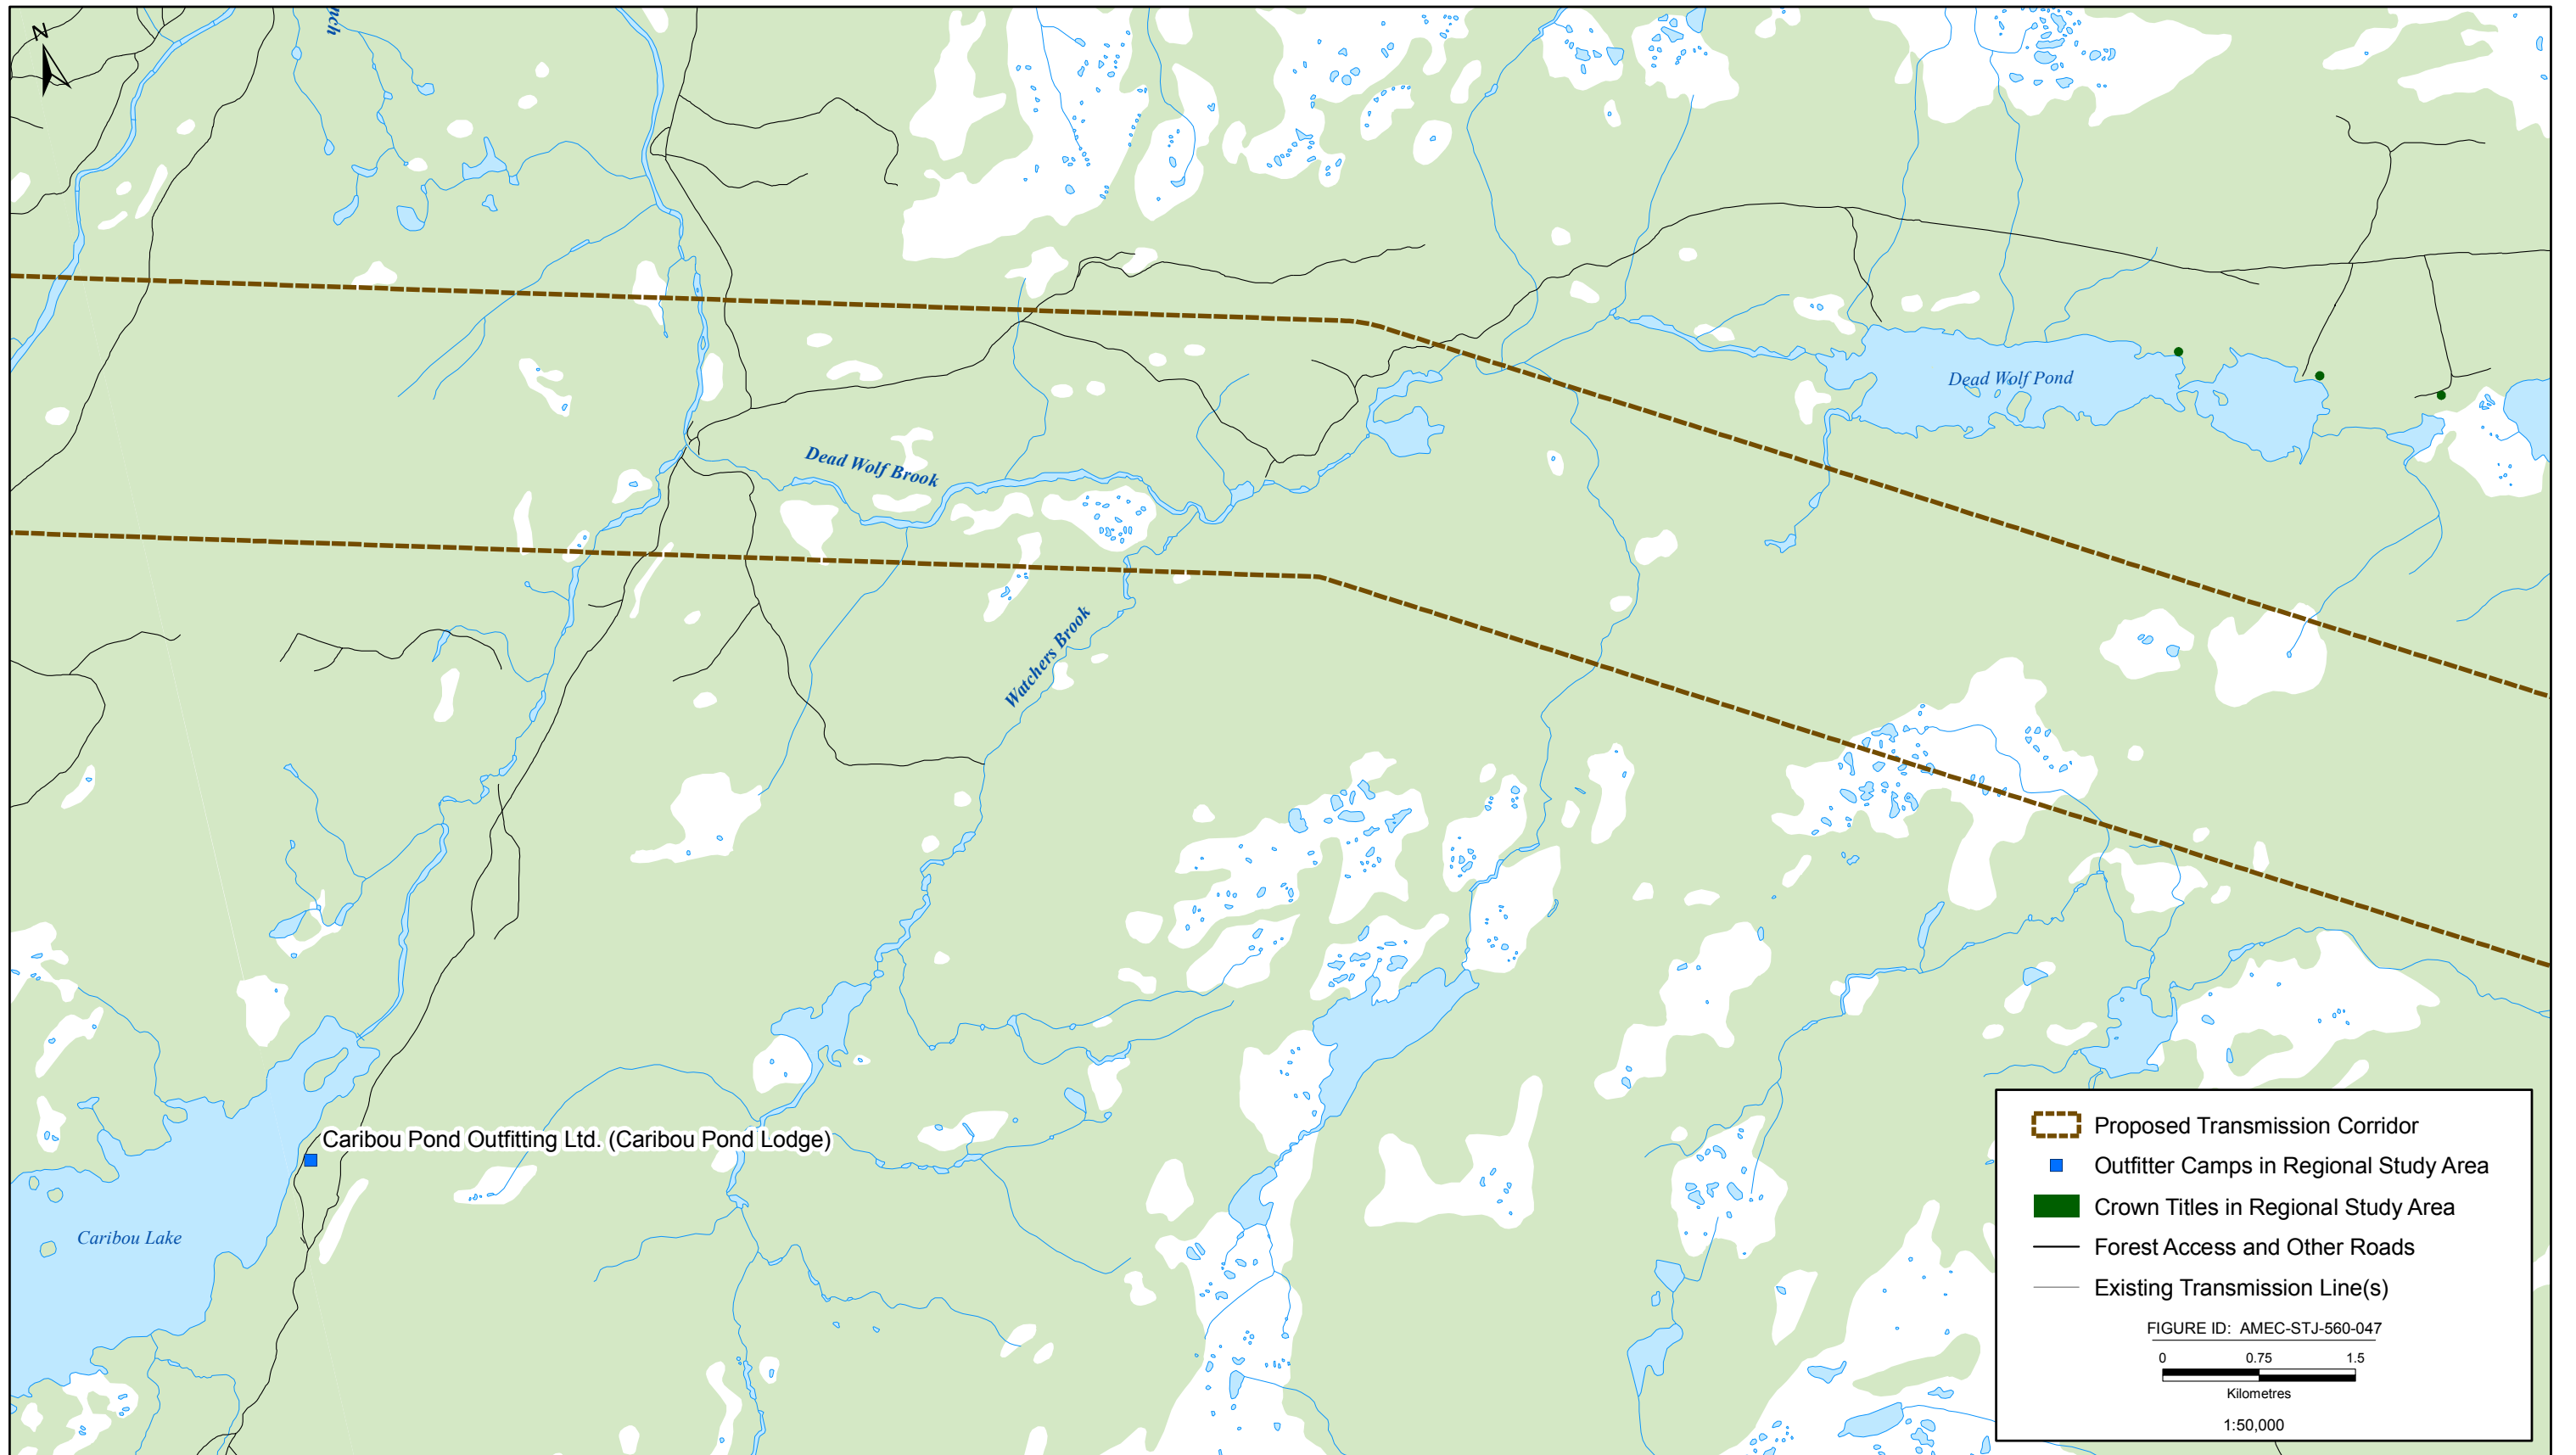 N
nch
Dead Wolf Pond
Dead Wolf Brook
Watchers Brook
Caribou Pond Outfitting Ltd. (Caribou Pond Lodge)
Caribou Lake
Proposed Transmission Corridor
Outfitter Camps in Regional Study Area
Crown Titles in Regional Study Area
Forest Access and Other Roads
Existing Transmission Line(s)
FIGURE ID: AMEC-STJ-560-047
0 0.75 1.5
Kilometres
1:50,000